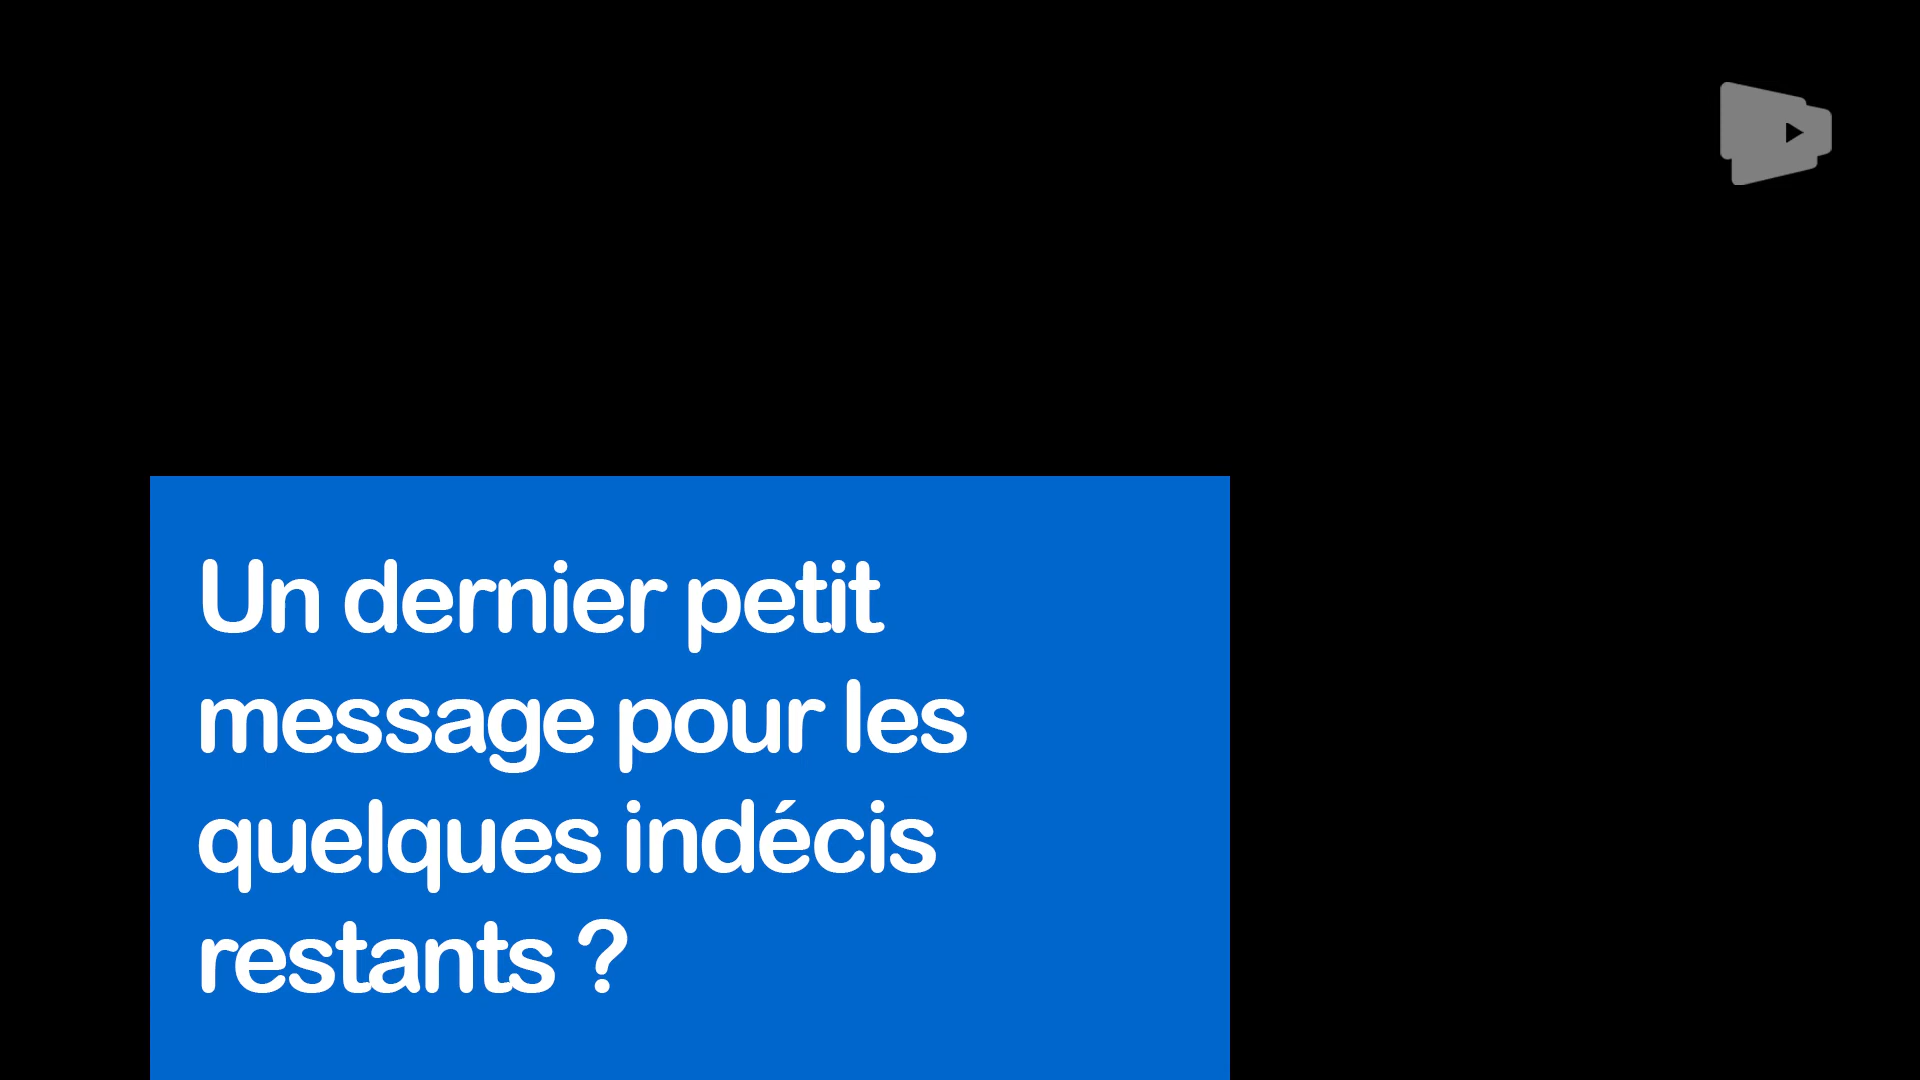 Un dernier petit
message pour les
quelques indécis
restants ?